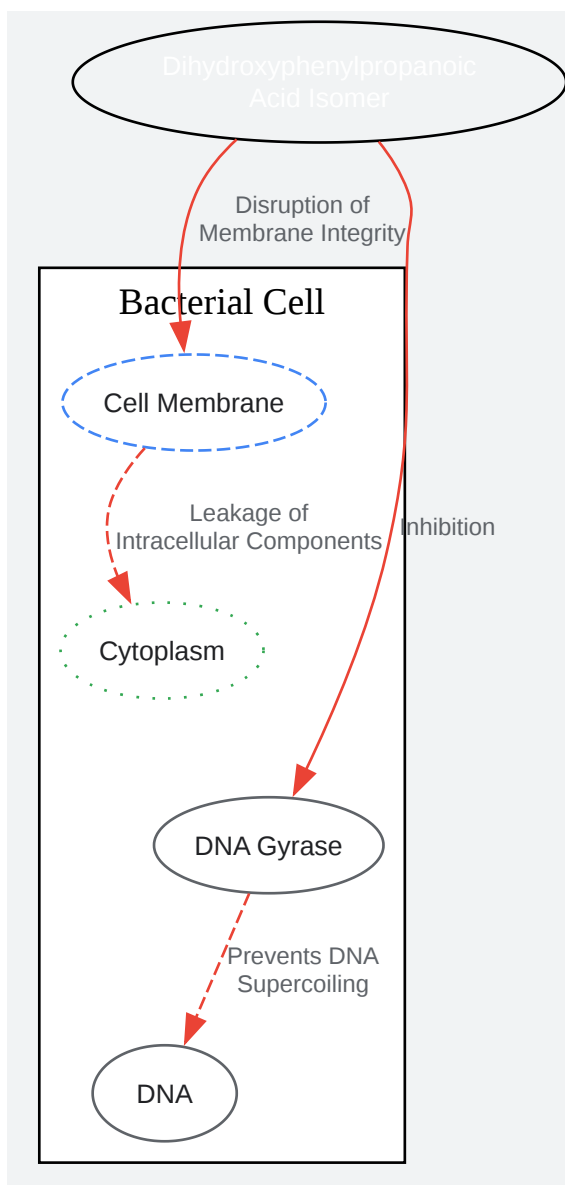 Dihydroxyphenylpropanoic
Acid Isomer
Disruption of
Membrane Integrity
Bacterial Cell
Cell Membrane
Leakage of
Intracellular Components
Inhibition
Cytoplasm
DNA Gyrase
Prevents DNA
Supercoiling
DNA